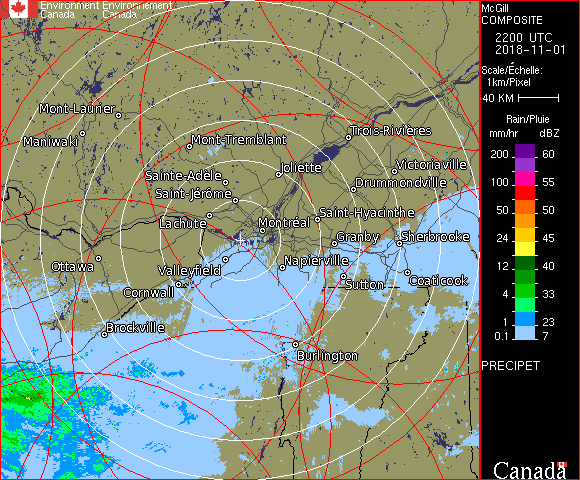 Environment Environnement
Canada Canada
McGill
COMPOSITE
2200 UTC
2018-11-01
Scale/Échelle:
1km/Pixel
40 KM
Rain/Pluie
mm/hr dBZ
200 60
55
100 55
50 50
24 45
12 40
4 33
1 23
0.1 7
PRECIPET
Canada
Mont-Laurier
Maniwaki
Mont-Tremblant
Trois-Rivières
Joliette
Victoriaville
Sainte-Adèle
Drummondville
Saint-Jérôme
Lachute
Saint-Hyacinthe
Montréal
Granby
Sherbrooke
Ottawa
Valleyfield
Napierville
Cornwall
Sutton
Coaticook
Brockville
Burlington